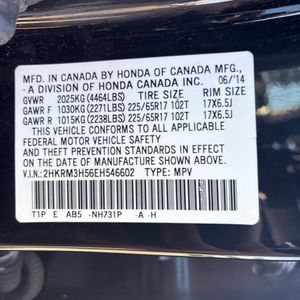 MFD. IN CANADA BY HONDA OF CANADA MFG.,
- A DIVISION OF HONDA CANADA INC. 06/'14
GVWR 2025KG(4464LBS) TIRE SIZE RIM SIZE
GAWR F 1030KG(2271LBS) 225/65R17 102T 17X6.5J
GAWR R 1015KG(2238LBS) 225/65R17 102T 17X6.5J
THIS VEHICLE CONFORMS TO ALL APPLICABLE
FEDERAL MOTOR VEHICLE SAFETY STANDARDS IN
EFFECT ON THE DATE OF MANUFACTURE SHOWN ABOVE.
V.I.N.:2HKRM3H56EH546602 TYPE: MPV
T1P E AB5 -NH731P -A -H